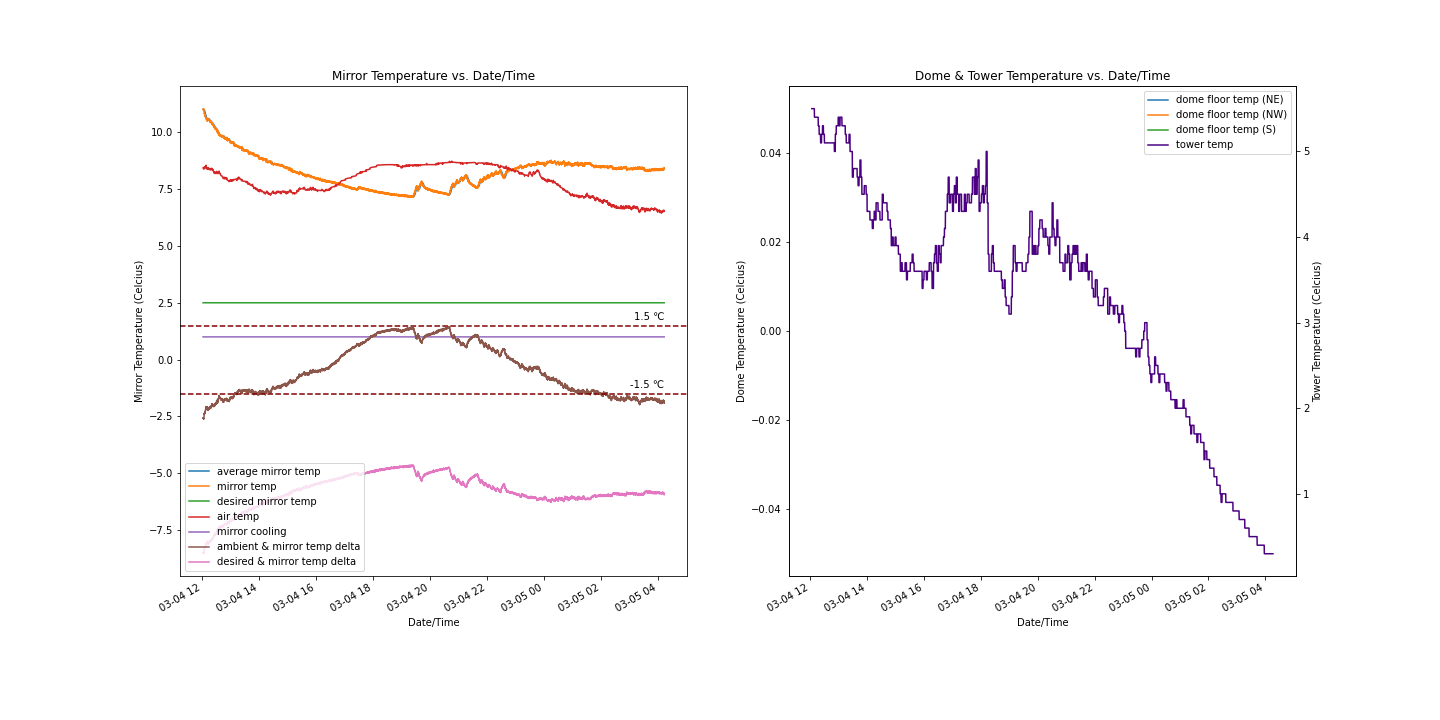 Mirror Temperature vs. Date/Time
Mirror Temperature (Celcius)
10.0
7.5
5.0
2.5
0.0
−2.5
−5.0
−7.5
1.5 ℃
-1.5 ℃
average mirror temp
mirror temp
desired mirror temp
air temp
mirror cooling
ambient & mirror temp delta
desired & mirror temp delta
03-04 12
03-04 14
03-04 16
03-04 18
03-04 20
03-04 22
03-05 00
03-05 02
03-05 04
Date/Time
Dome & Tower Temperature vs. Date/Time
Dome Temperature (Celcius)
0.04
0.02
0.00
−0.02
−0.04
dome floor temp (NE)
dome floor temp (NW)
dome floor temp (S)
tower temp
5
4
3
2
1
Tower Temperature (Celcius)
03-04 12
03-04 14
03-04 16
03-04 18
03-04 20
03-04 22
03-05 00
03-05 02
03-05 04
Date/Time